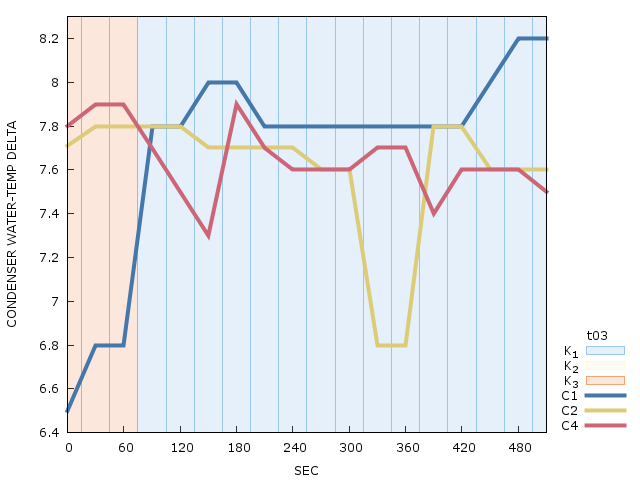 8.2
8
7.8
7.6
7.4
7.2
7
6.8
6.6
6.4
CONDENSER WATER-TEMP DELTA
0 60 120 180 240 300 360 420 480
SEC
t03
K1
K2
K3
C1
C2
C4